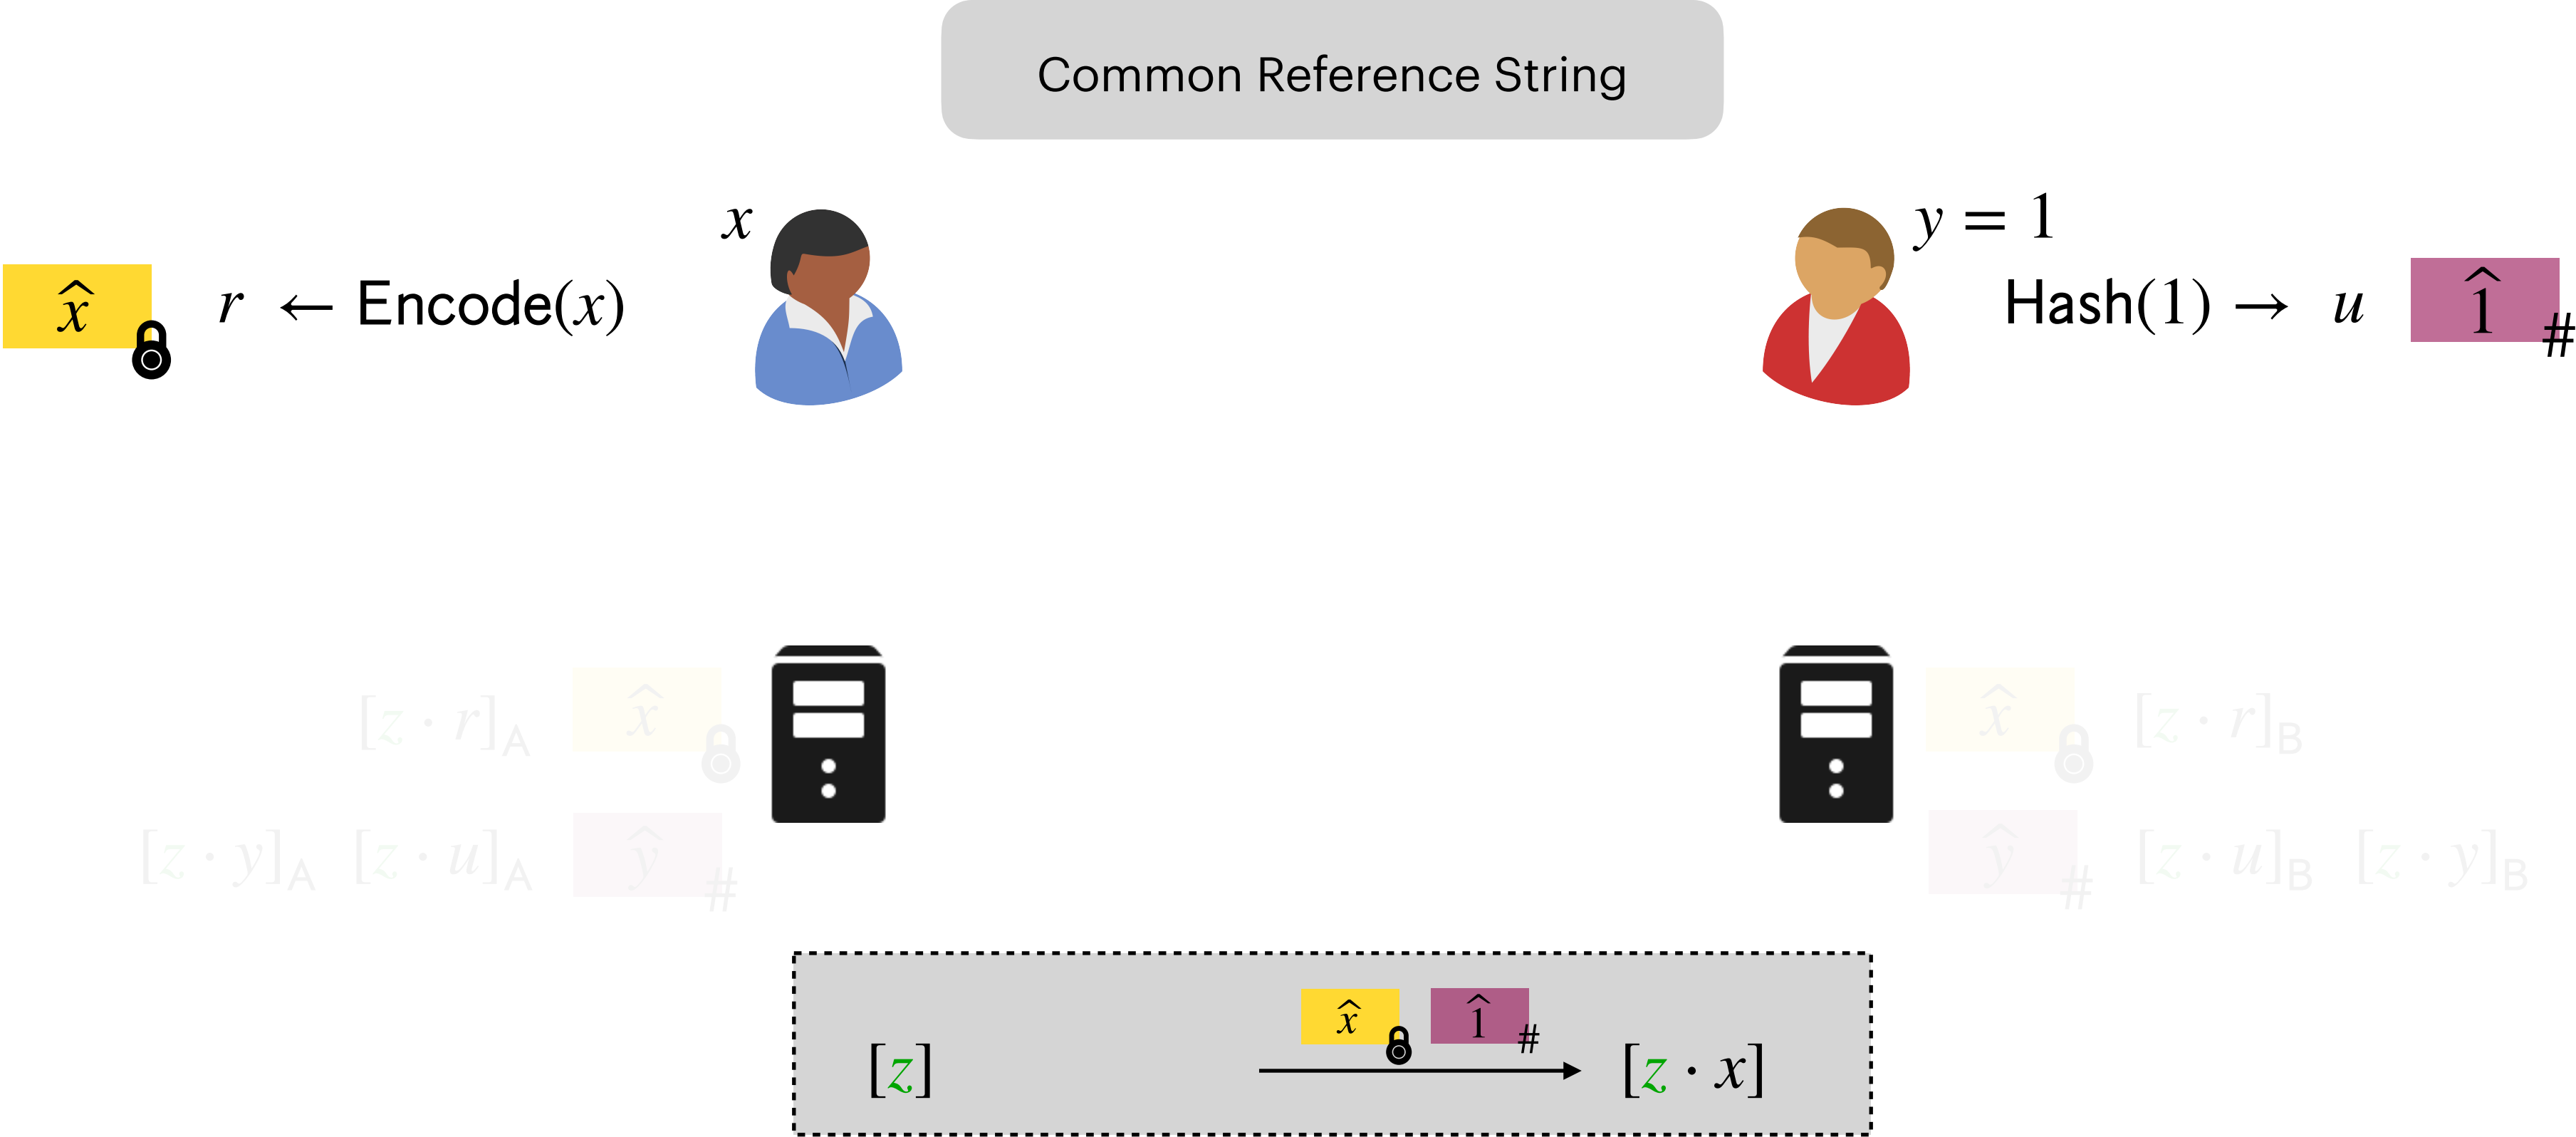 Common Reference String
x
y = 1
x̂ r ← Encode(x)
Hash(1) → u 1̂ #
[z · r]A x̂
x̂ [z · r]B
[z · y]A [z · u]A ŷ #
ŷ # [z · u]B [z · y]B
x̂ 1̂ #
[z] [z · x]